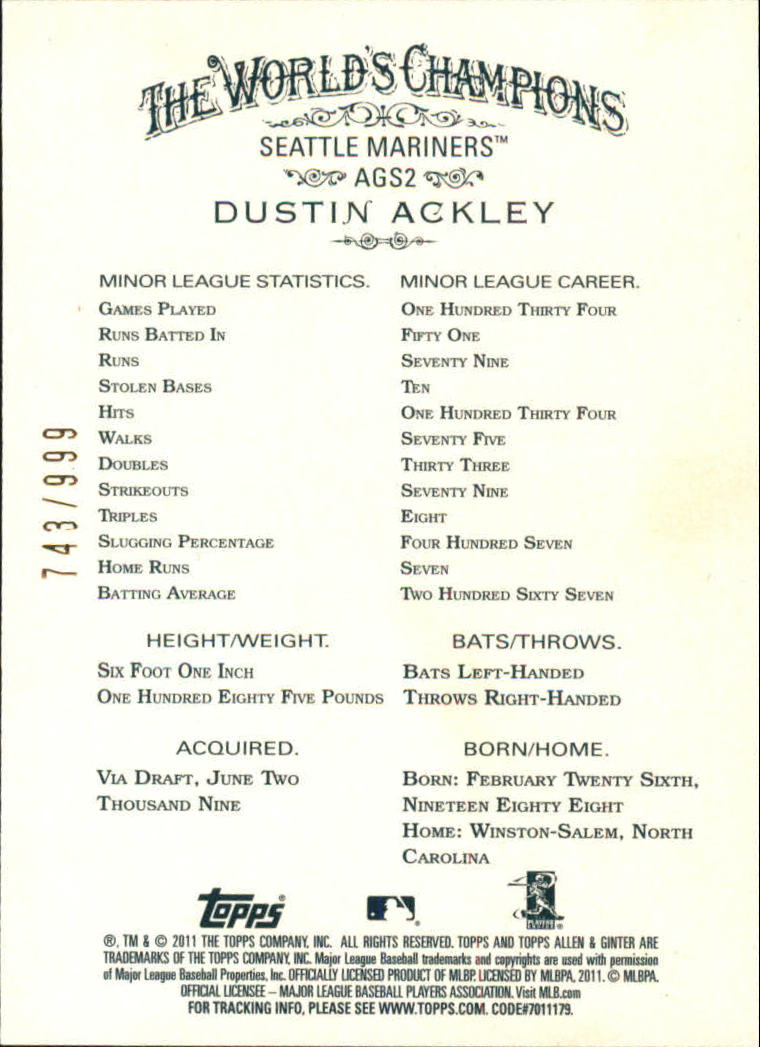 THE WORLD'S CHAMPIONS
SEATTLE MARINERS™
AGS2
DUSTIN ACKLEY
MINOR LEAGUE STATISTICS. MINOR LEAGUE CAREER.
GAMES PLAYED ONE HUNDRED THIRTY FOUR
RUNS BATTED IN FIFTY ONE
RUNS SEVENTY NINE
STOLEN BASES TEN
HITS ONE HUNDRED THIRTY FOUR
WALKS SEVENTY FIVE
DOUBLES THIRTY THREE
STRIKEOUTS SEVENTY NINE
TRIPLES EIGHT
SLUGGING PERCENTAGE FOUR HUNDRED SEVEN
HOME RUNS SEVEN
BATTING AVERAGE TWO HUNDRED SIXTY SEVEN
743/999
HEIGHT/WEIGHT.
SIX FOOT ONE INCH
ONE HUNDRED EIGHTY FIVE POUNDS
BATS/THROWS.
BATS LEFT-HANDED
THROWS RIGHT-HANDED
ACQUIRED.
VIA DRAFT, JUNE TWO
THOUSAND NINE
BORN/HOME.
BORN: FEBRUARY TWENTY SIXTH,
NINETEEN EIGHTY EIGHT
HOME: WINSTON-SALEM, NORTH
CAROLINA
TOPPS®
PLAYERS CHOICE®
®, TM & © 2011 THE TOPPS COMPANY, INC. ALL RIGHTS RESERVED. TOPPS AND TOPPS ALLEN & GINTER ARE
TRADEMARKS OF THE TOPPS COMPANY, INC. Major League Baseball trademarks and copyrights are used with permission
of Major League Baseball Properties, Inc. OFFICIALLY LICENSED PRODUCT OF MLBP. LICENSED BY MLBPA, 2011. © MLBPA.
OFFICIAL LICENSEE – MAJOR LEAGUE BASEBALL PLAYERS ASSOCIATION. Visit MLB.com
FOR TRACKING INFO, PLEASE SEE WWW.TOPPS.COM. CODE#7011179.